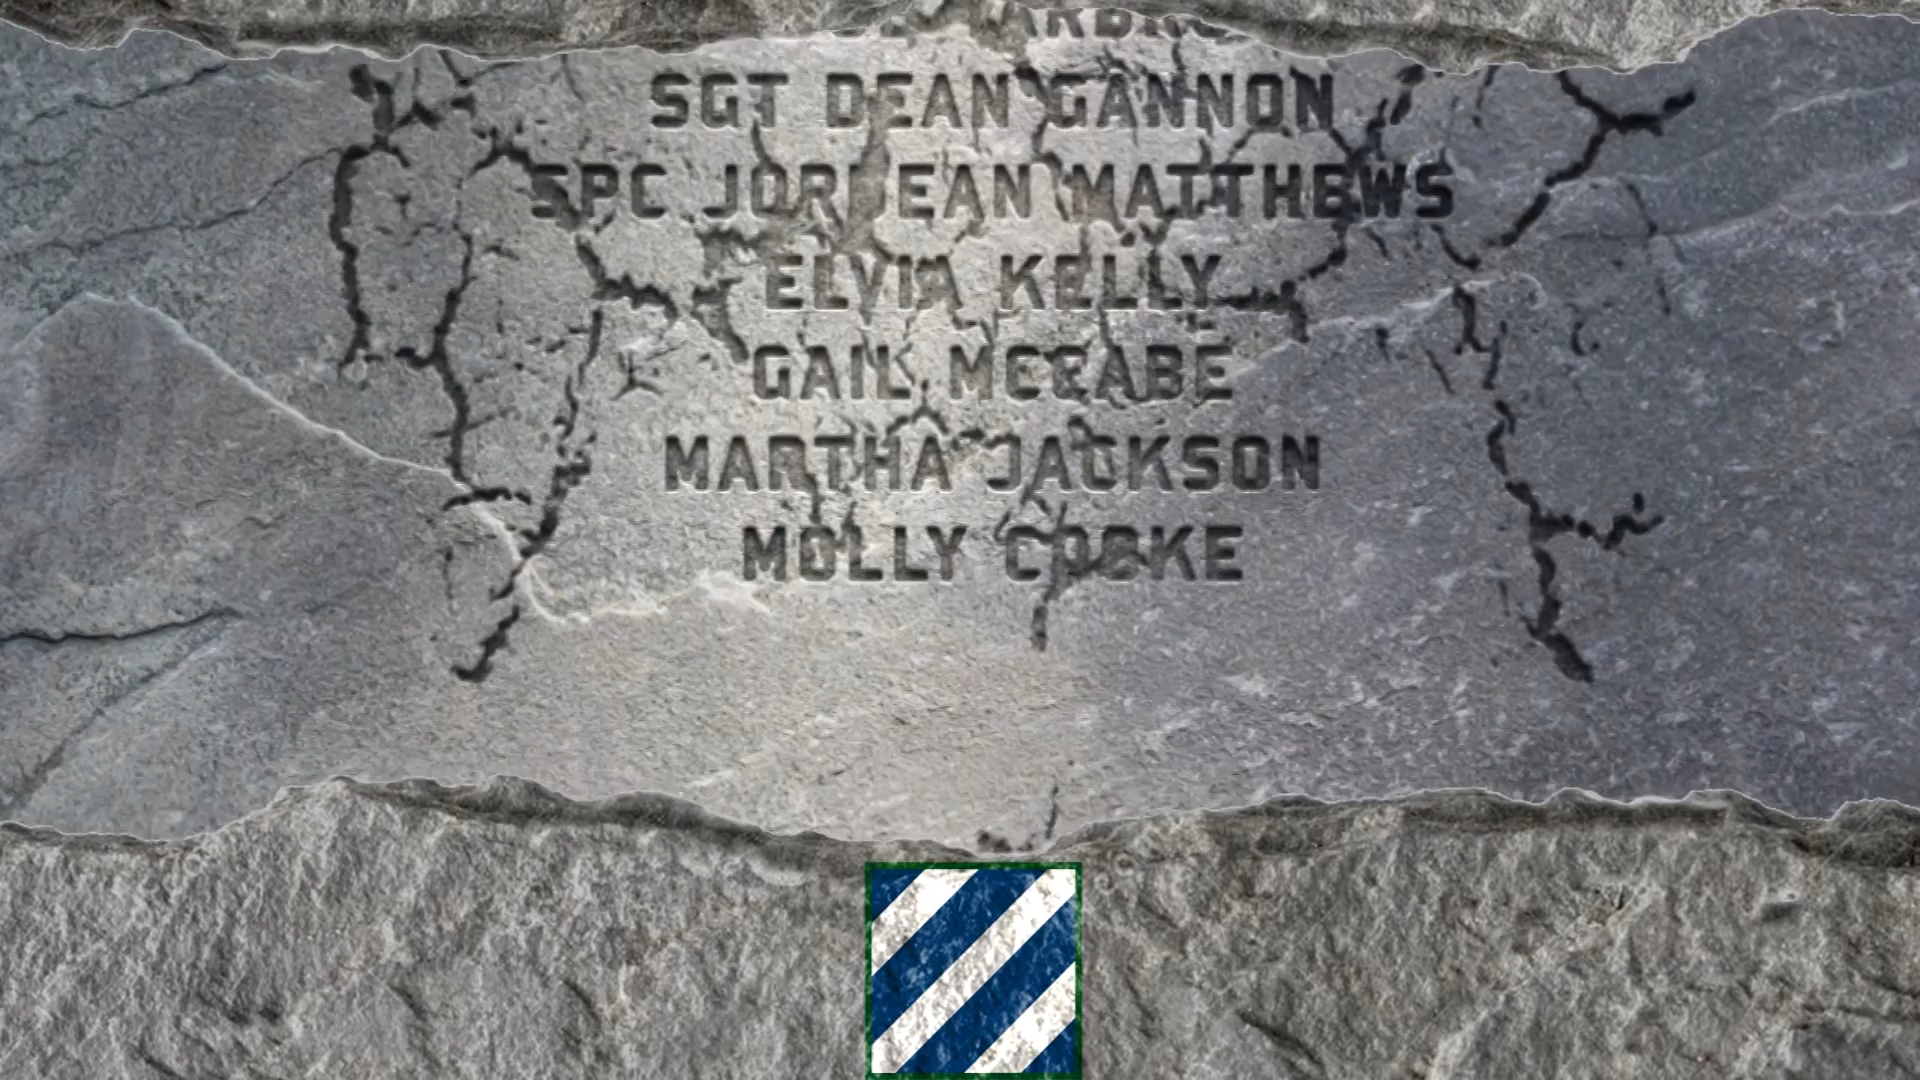 SGT DEAN GANNON
SPC JORDEAN MATTHEWS
ELVIA KELLY
GAIL MCCABE
MARTHA JACKSON
MOLLY COOKE